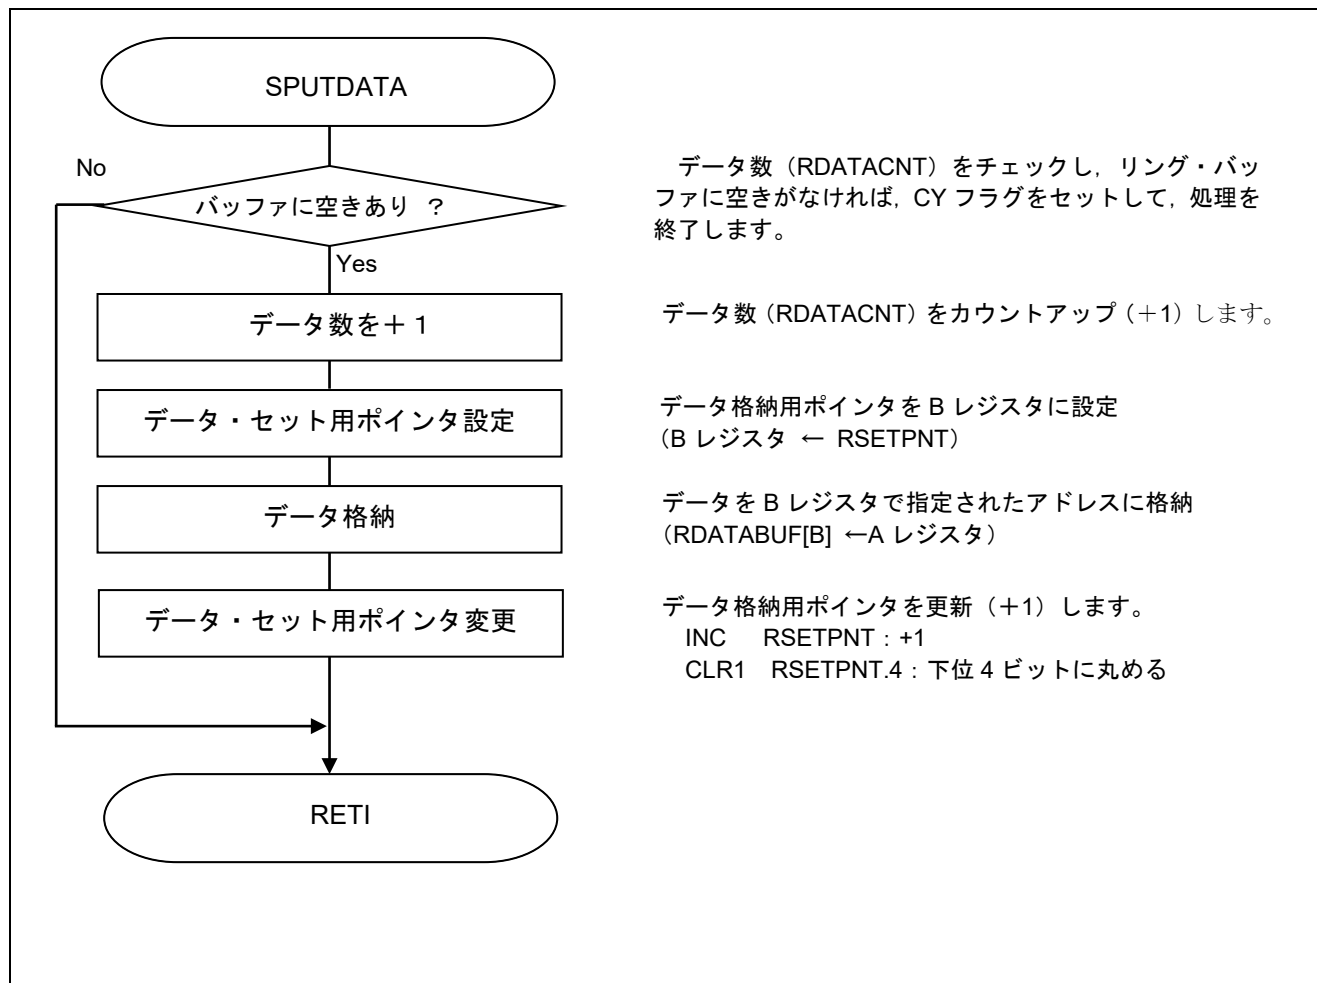 SPUTDATA
No
バッファに空きあり ?
Yes
データ数を＋１
データ・セット用ポインタ設定
データ格納
データ・セット用ポインタ変更
RETI
データ数（RDATACNT）をチェックし，リング・バッ
ファに空きがなければ，CY フラグをセットして，処理を
終了します。
データ数（RDATACNT）をカウントアップ（＋1）します。
データ格納用ポインタを B レジスタに設定
（B レジスタ ← RSETPNT）
データを B レジスタで指定されたアドレスに格納
（RDATABUF[B] ←A レジスタ）
データ格納用ポインタを更新（＋1）します。
INC RSETPNT：+1
CLR1 RSETPNT.4：下位 4 ビットに丸める